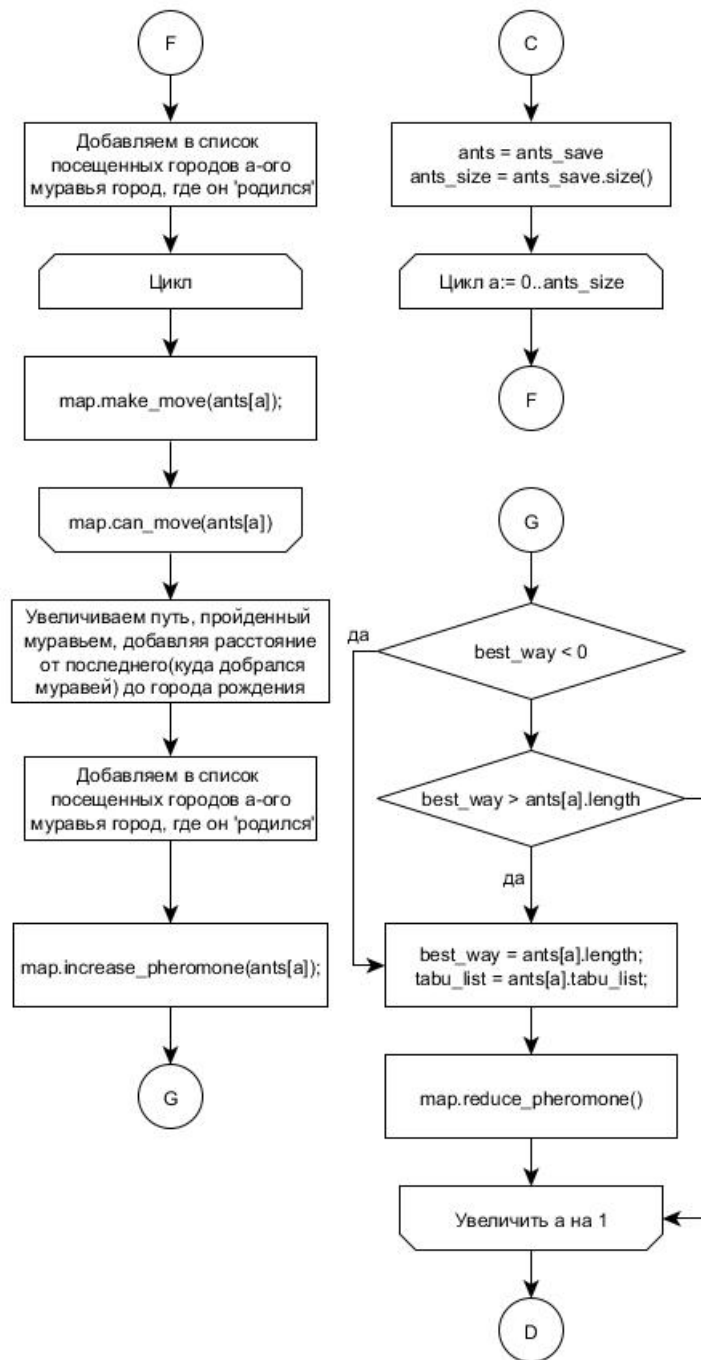 F
Добавляем в список
посещенных городов а-ого
муравья город, где он 'родился'
Цикл
map.make_move(ants[a]);
map.can_move(ants[a])
Увеличиваем путь, пройденный
муравьем, добавляя расстояние
от последнего(куда добрался
муравей) до города рождения
Добавляем в список
посещенных городов а-ого
муравья город, где он 'родился'
map.increase_pheromone(ants[a]);
G
C
ants = ants_save
ants_size = ants_save.size()
Цикл a:= 0..ants_size
F
G
да
best_way < 0
best_way > ants[a].length
да
best_way = ants[a].length;
tabu_list = ants[a].tabu_list;
map.reduce_pheromone()
Увеличить а на 1
D